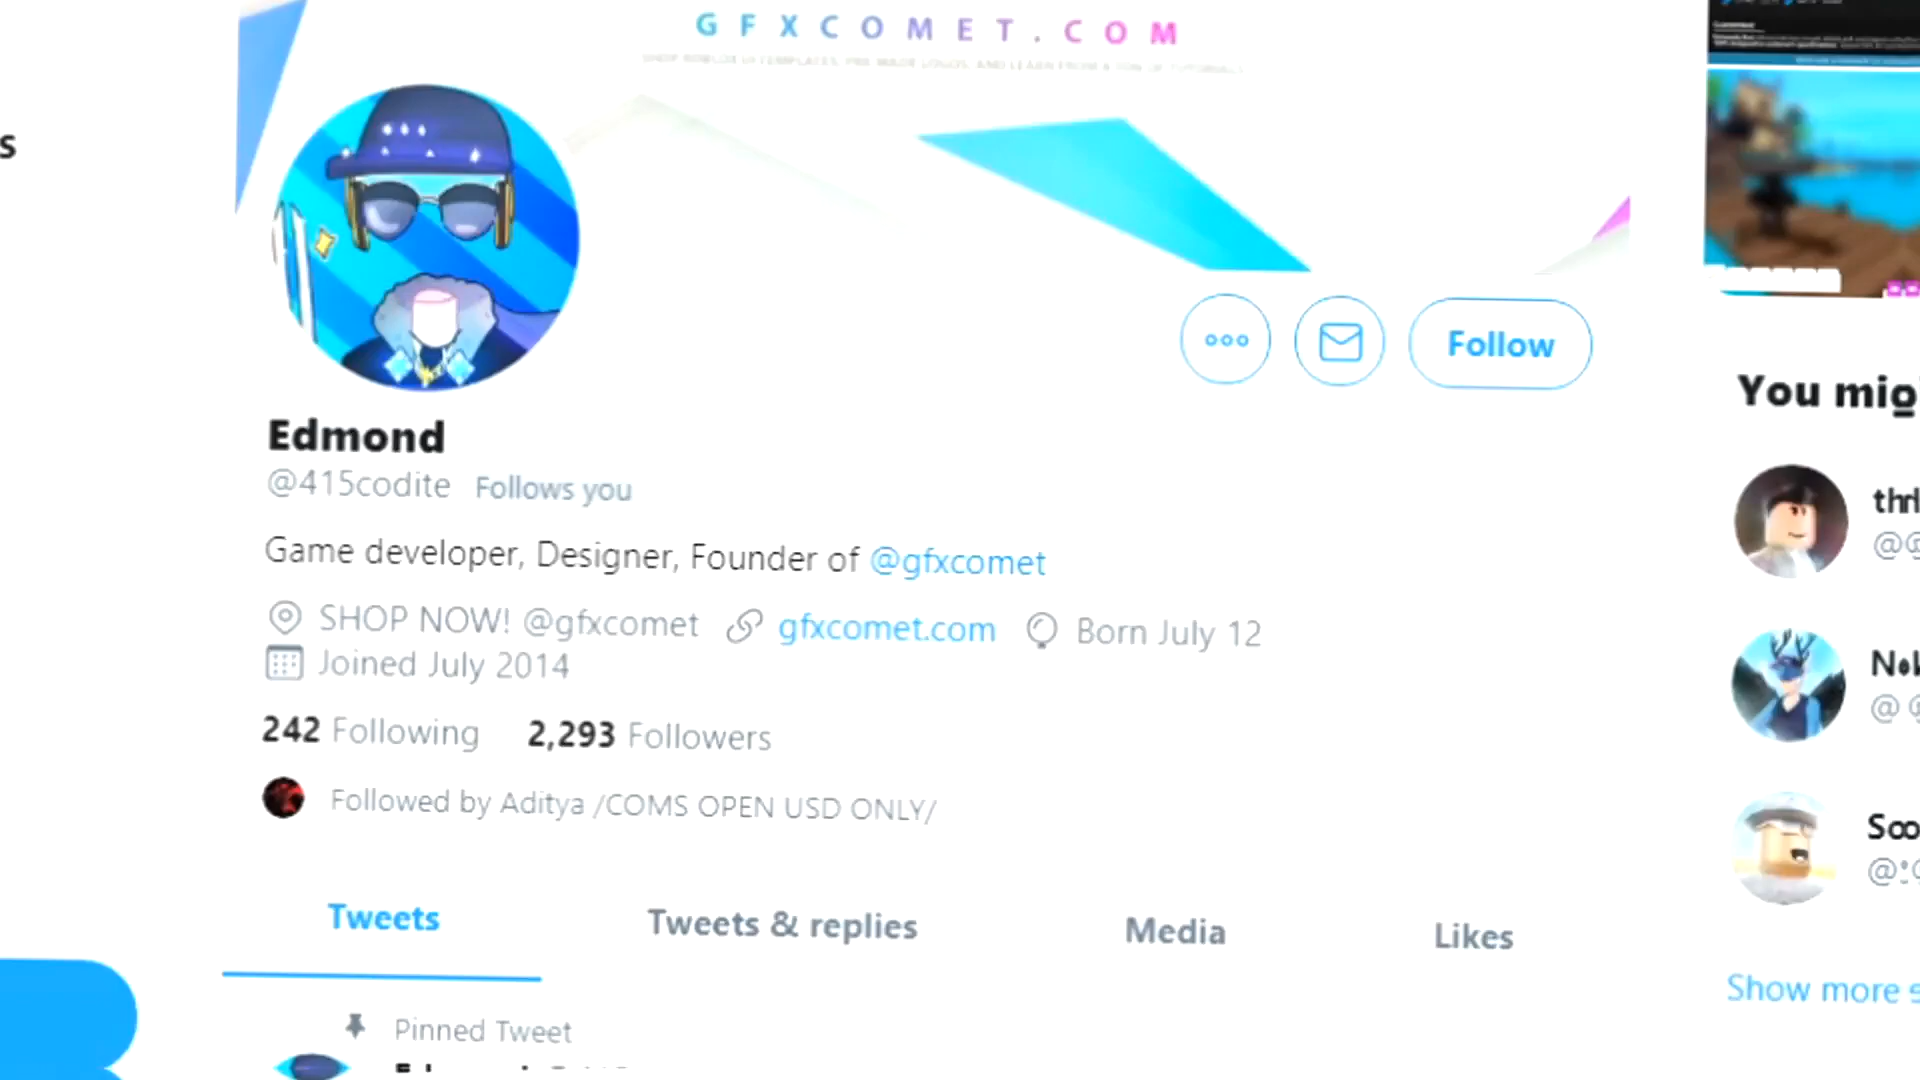 GFXCOMET.COM
s
Edmond
@415codite Follows you
Game developer, Designer, Founder of @gfxcomet
SHOP NOW! @gfxcomet gfxcomet.com Born July 12
Joined July 2014
242 Following 2,293 Followers
Followed by Aditya /COMS OPEN USD ONLY/
Follow
Tweets Tweets & replies Media Likes
Pinned Tweet
You mig
thrl
Show more s